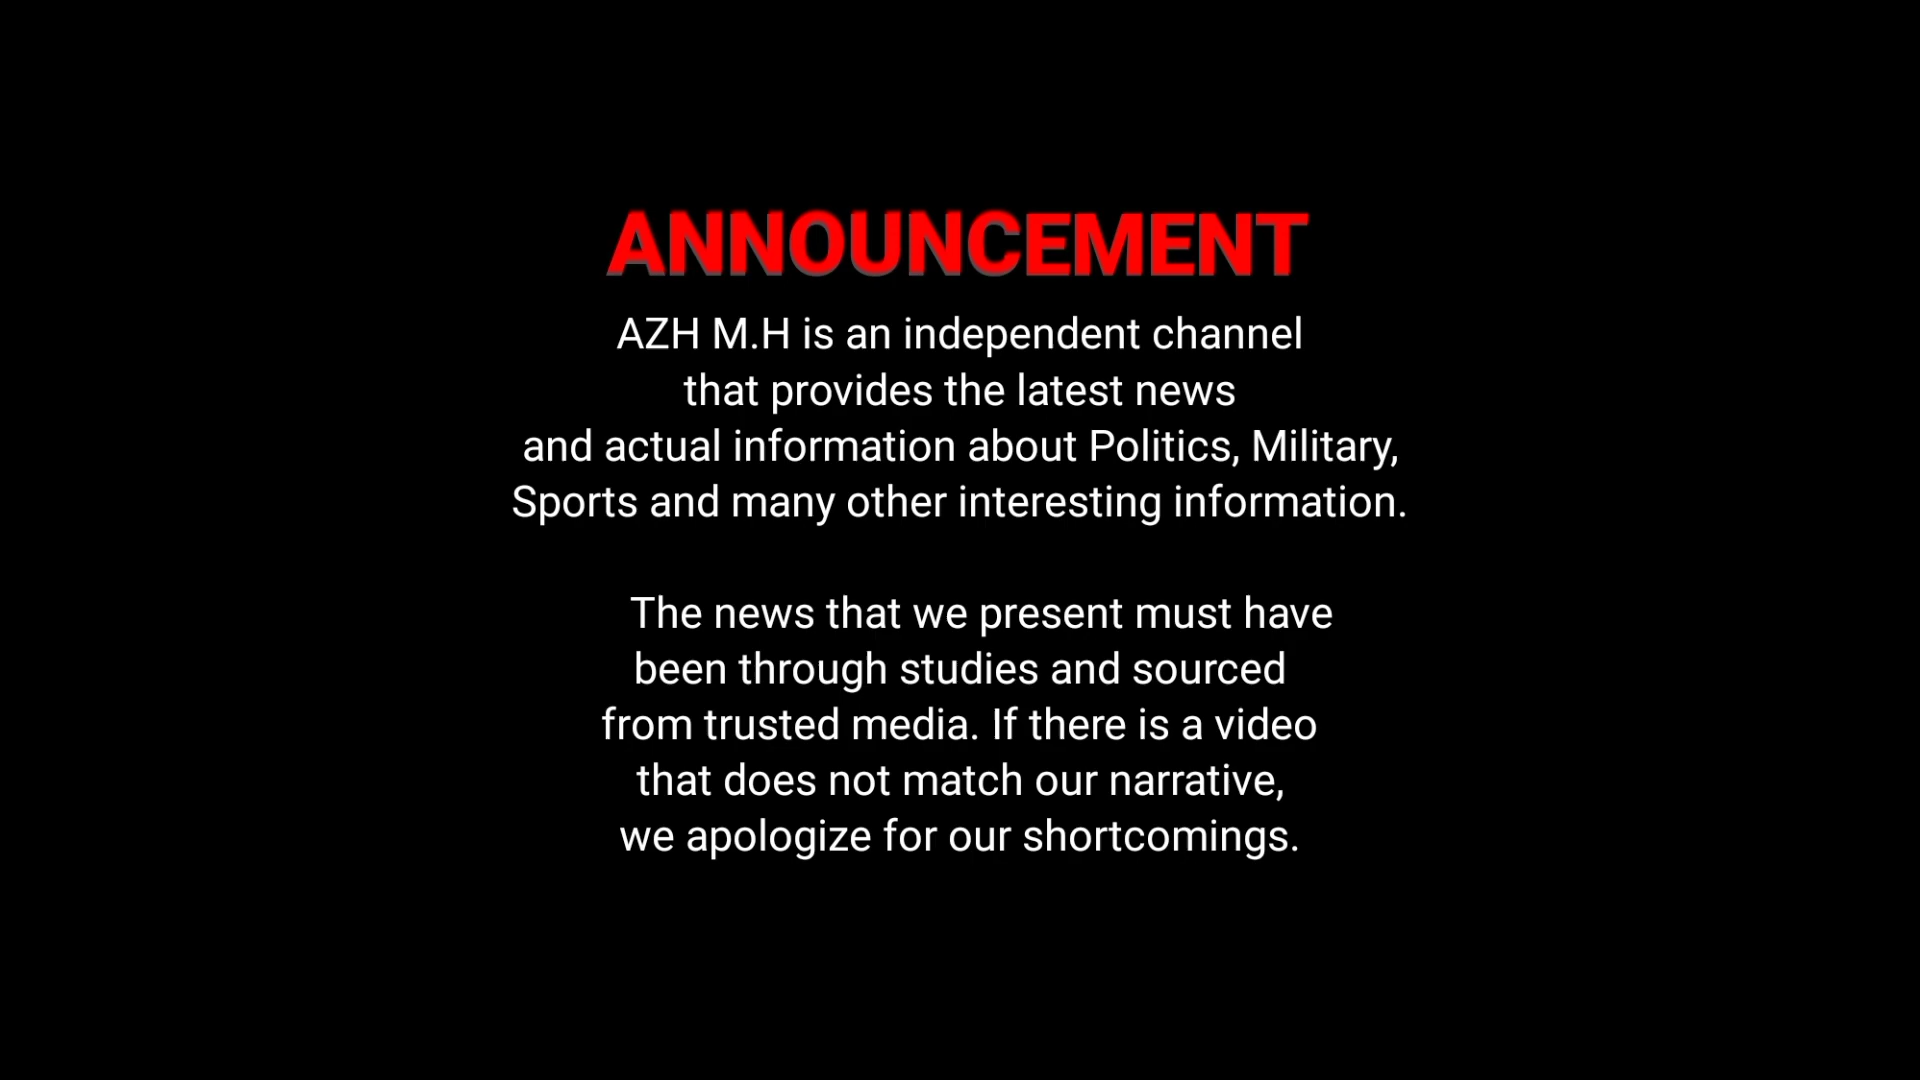 ANNOUNCEMENT
AZH M.H is an independent channel
that provides the latest news
and actual information about Politics, Military,
Sports and many other interesting information.
The news that we present must have
been through studies and sourced
from trusted media. If there is a video
that does not match our narrative,
we apologize for our shortcomings.